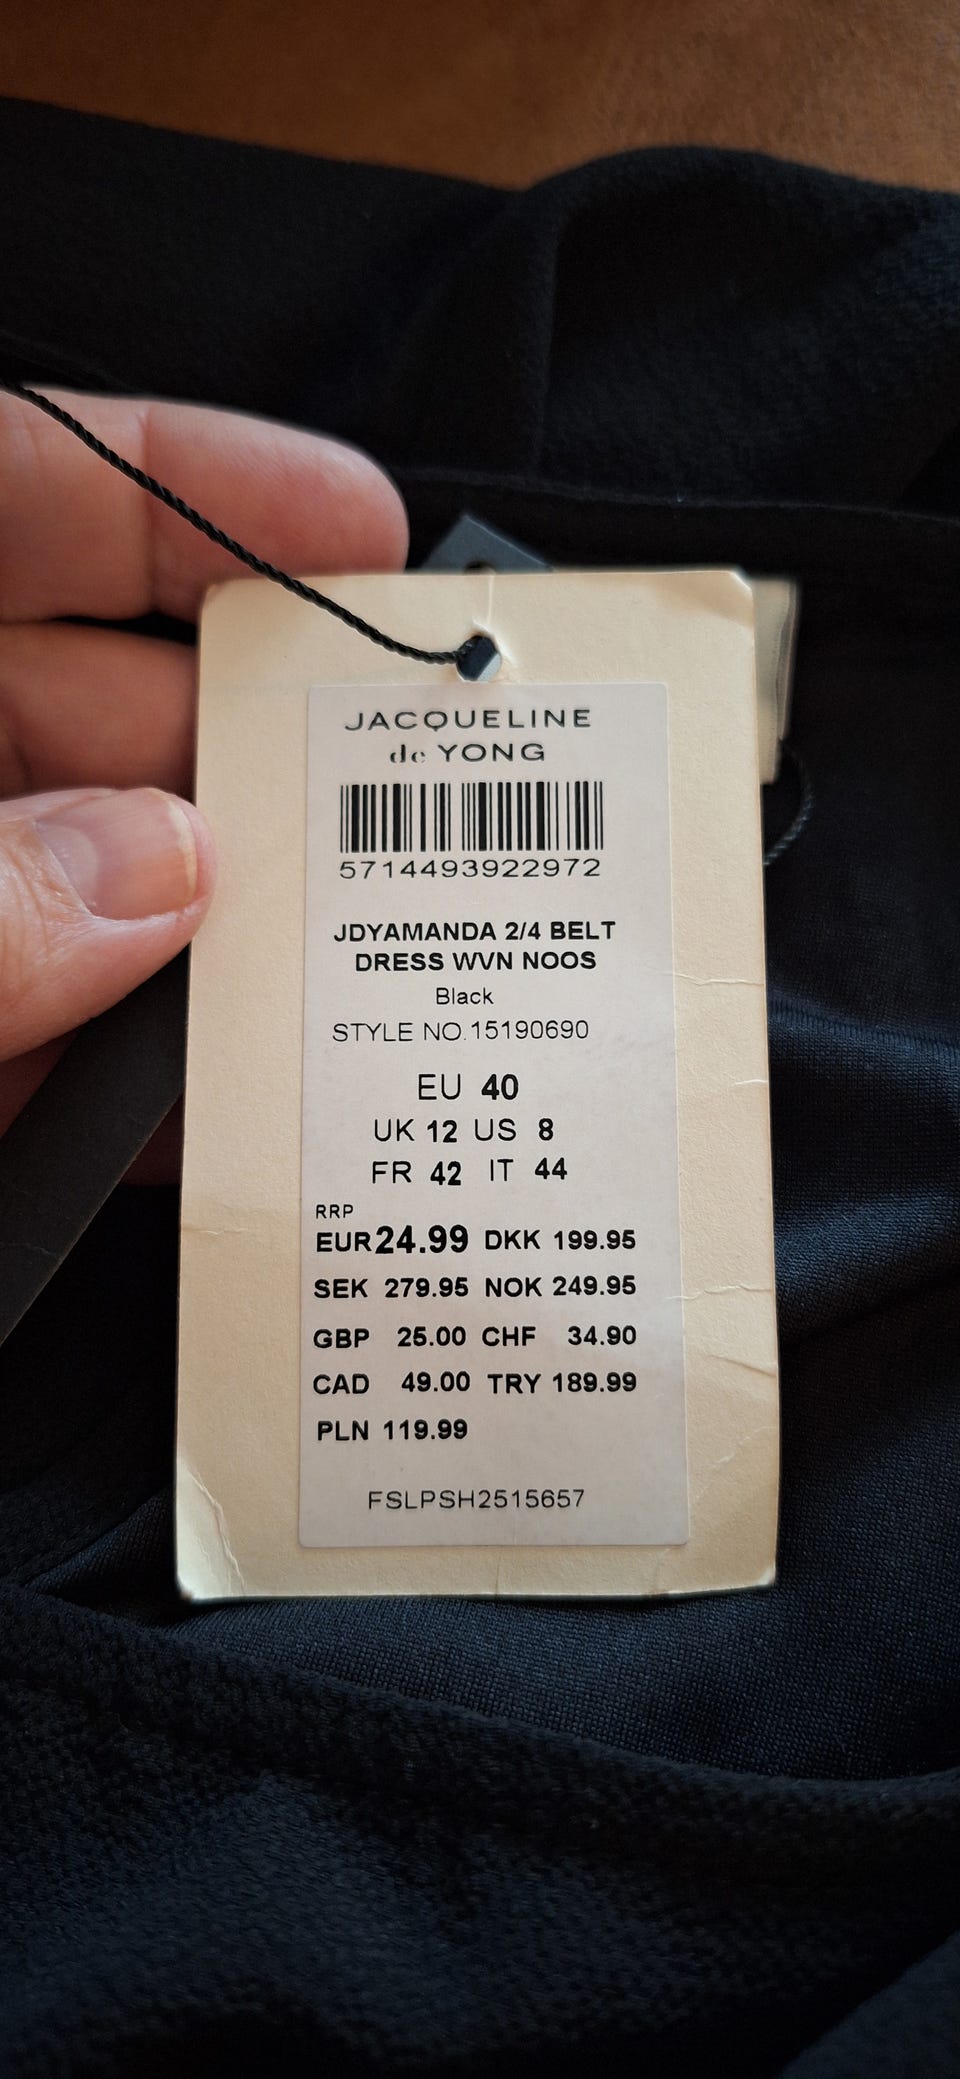 JACQUELINE
de YONG
5714493922972
JDYAMANDA 2/4 BELT
DRESS WVN NOOS
Black
STYLE NO.15190690
EU 40
UK 12 US 8
FR 42 IT 44
RRP
EUR 24.99 DKK 199.95
SEK 279.95 NOK 249.95
GBP 25.00 CHF 34.90
CAD 49.00 TRY 189.99
PLN 119.99
FSLPSH2515657